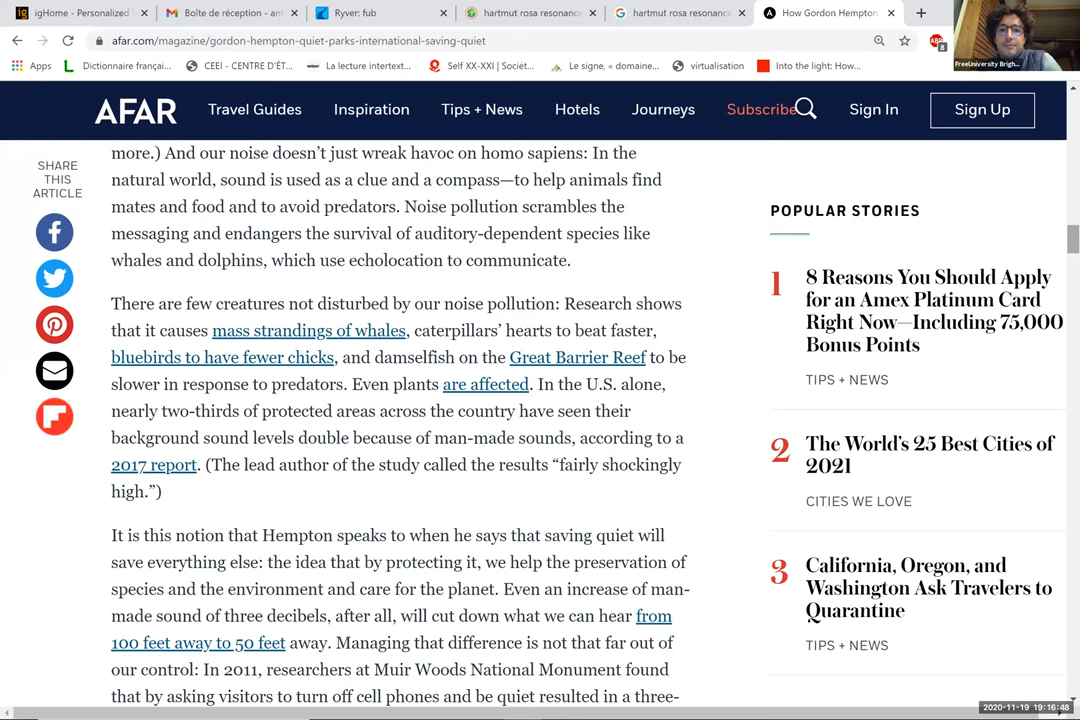 igHome - Personalized
Boîte de réception - an
Ryver: fub
hartmut rosa resonance
hartmut rosa resonanc
How Gordon Hempton
afar.com/magazine/gordon-hempton-quiet-parks-international-saving-quiet
Apps
Dictionnaire françai...
CEEI - CENTRE D'ÉT...
La lecture intertext...
Self XX-XXI | Sociét...
Le signe, « domaine...
virtualisation
Into the light: How...
FreeUniversity Brigh...
AFAR
Travel Guides
Inspiration
Tips + News
Hotels
Journeys
Subscribe
Sign In
Sign Up
SHARE
THIS
ARTICLE
more.) And our noise doesn’t just wreak havoc on homo sapiens: In the
natural world, sound is used as a clue and a compass—to help animals find
mates and food and to avoid predators. Noise pollution scrambles the
messaging and endangers the survival of auditory-dependent species like
whales and dolphins, which use echolocation to communicate.
There are few creatures not disturbed by our noise pollution: Research shows
that it causes mass strandings of whales, caterpillars’ hearts to beat faster,
bluebirds to have fewer chicks, and damselfish on the Great Barrier Reef to be
slower in response to predators. Even plants are affected. In the U.S. alone,
nearly two-thirds of protected areas across the country have seen their
background sound levels double because of man-made sounds, according to a
2017 report. (The lead author of the study called the results “fairly shockingly
high.”)
It is this notion that Hempton speaks to when he says that saving quiet will
save everything else: the idea that by protecting it, we help the preservation of
species and the environment and care for the planet. Even an increase of man-
made sound of three decibels, after all, will cut down what we can hear from
100 feet away to 50 feet away. Managing that difference is not that far out of
our control: In 2011, researchers at Muir Woods National Monument found
that by asking visitors to turn off cell phones and be quiet resulted in a three-
POPULAR STORIES
1
8 Reasons You Should Apply
for an Amex Platinum Card
Right Now—Including 75,000
Bonus Points
TIPS + NEWS
2
The World’s 25 Best Cities of
2021
CITIES WE LOVE
3
California, Oregon, and
Washington Ask Travelers to
Quarantine
TIPS + NEWS
2020-11-19 19:16:48